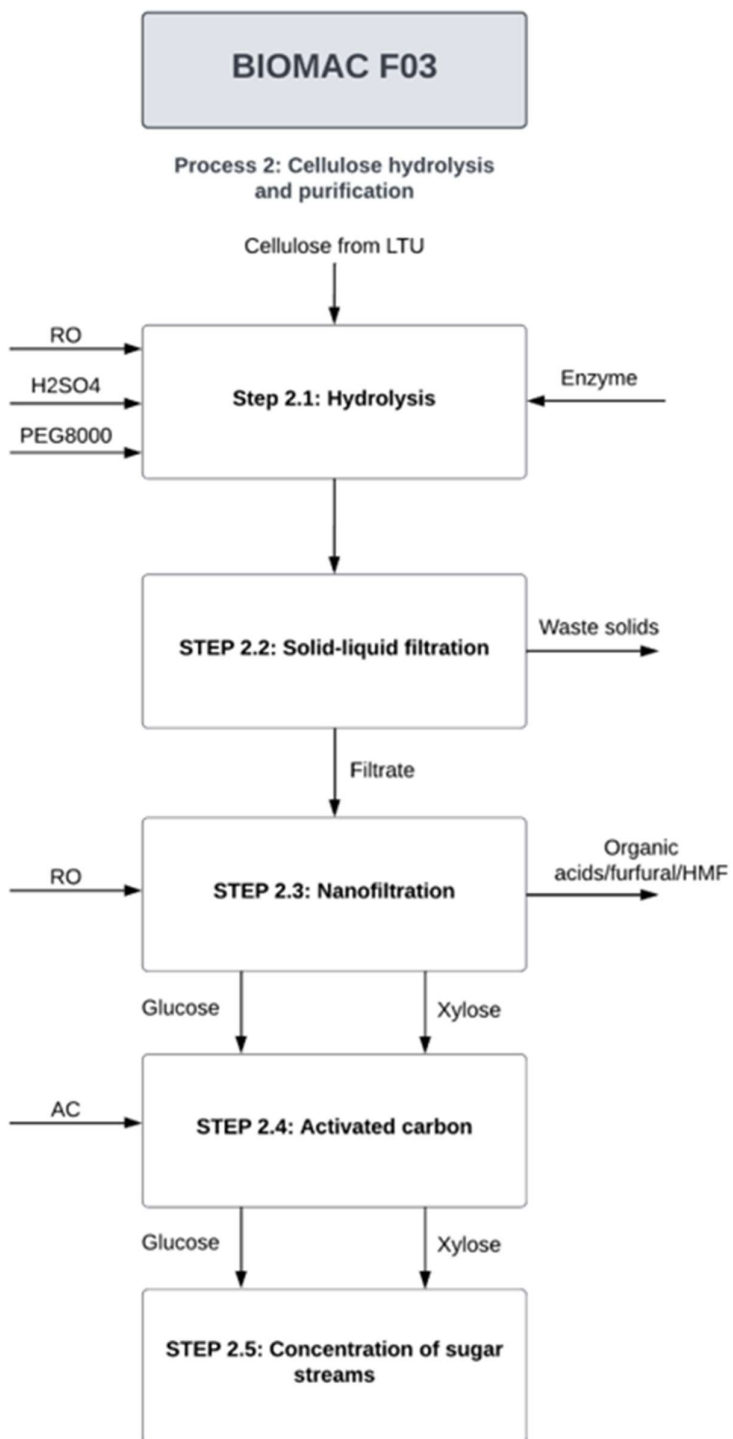 BIOMAC F03
Process 2: Cellulose hydrolysis
and purification
Cellulose from LTU
RO
H2SO4
PEG8000
Step 2.1: Hydrolysis
Enzyme
STEP 2.2: Solid-liquid filtration
Waste solids
Filtrate
RO
STEP 2.3: Nanofiltration
Organic
acids/furfural/HMF
Glucose
Xylose
AC
STEP 2.4: Activated carbon
Glucose
Xylose
STEP 2.5: Concentration of sugar
streams